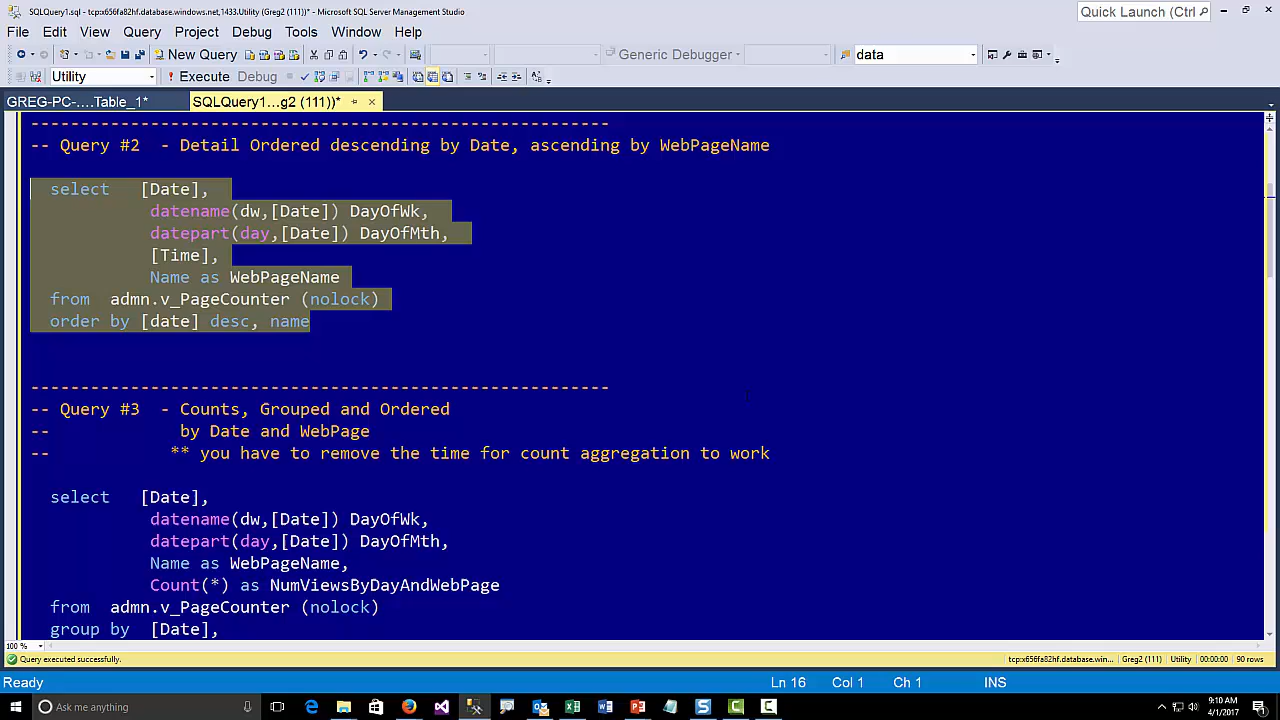 SQLQuery1.sql - tcp:x656fa82hf.database.windows.net,1433.Utility (Greg2 (111))* - Microsoft SQL Server Management Studio
Quick Launch (Ctrl
File Edit View Query Project Debug Tools Window Help
New Query Generic Debugger data
Utility Execute Debug
GREG-PC-....Table_1* SQLQuery1...g2 (111))*
------------------------------------------------------------
-- Query #2 - Detail Ordered descending by Date, ascending by WebPageName
select [Date],
datename(dw,[Date]) DayOfWk,
datepart(day,[Date]) DayOfMth,
[Time],
Name as WebPageName
from admn.v_PageCounter (nolock)
order by [date] desc, name
------------------------------------------------------------
-- Query #3 - Counts, Grouped and Ordered
-- by Date and WebPage
-- ** you have to remove the time for count aggregation to work
select [Date],
datename(dw,[Date]) DayOfWk,
datepart(day,[Date]) DayOfMth,
Name as WebPageName,
Count(*) as NumViewsByDayAndWebPage
from admn.v_PageCounter (nolock)
group by [Date],
100 %
Query executed successfully. tcp:x656fa82hf.database.win... Greg2 (111) Utility 00:00:00 90 rows
Ready Ln 16 Col 1 Ch 1 INS
Ask me anything 9:10 AM
4/1/2017